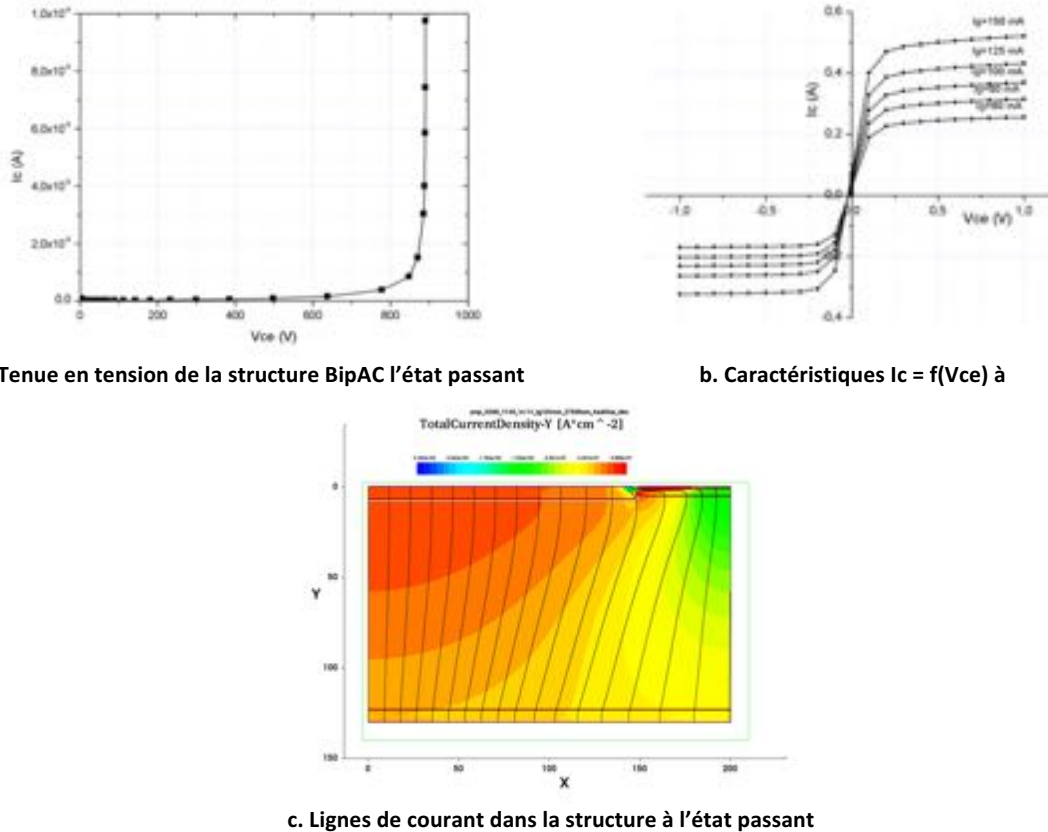 1,0x10
8,0x10
6,0x10
4,0x10
2,0x10
0,0
Ic (A)
0 200 400 600 800 1000
Vce (V)
0,6
0,4
0,2
0,0
-0,4
Ic (A)
-1,0 -0,5 0,5 1,0
Vce (V)
Ig=150 mA
Ig=125 mA
Ig=100 mA
Tenue en tension de la structure BipAC l’état passant
b. Caractéristiques Ic = f(Vce) à
TotalCurrentDensity-Y [A*cm^-2]
0
50
100
150
Y
0 50 100 150 200
X
c. Lignes de courant dans la structure à l’état passant